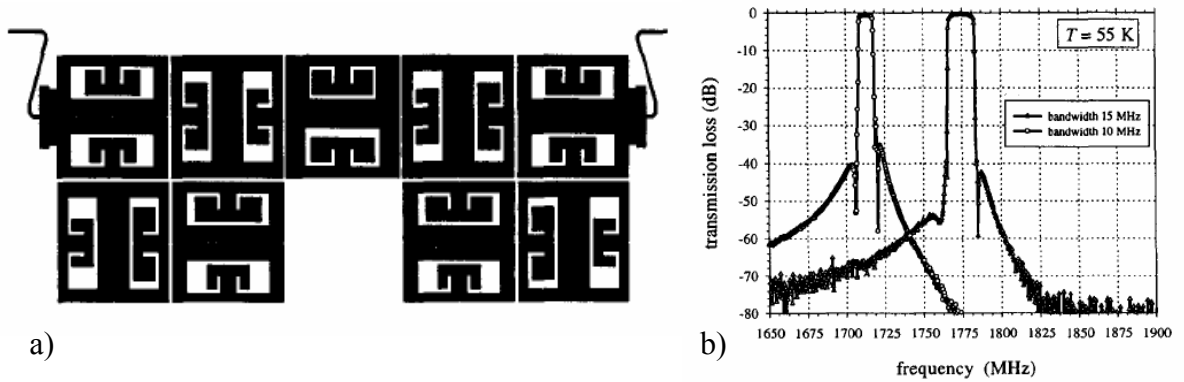 a)
b)
0
-10
-20
-30
-40
-50
-60
-70
-80
transmission loss (dB)
T = 55 K
bandwidth 15 MHz
bandwidth 10 MHz
1650 1675 1700 1725 1750 1775 1800 1825 1850 1875 1900
frequency (MHz)